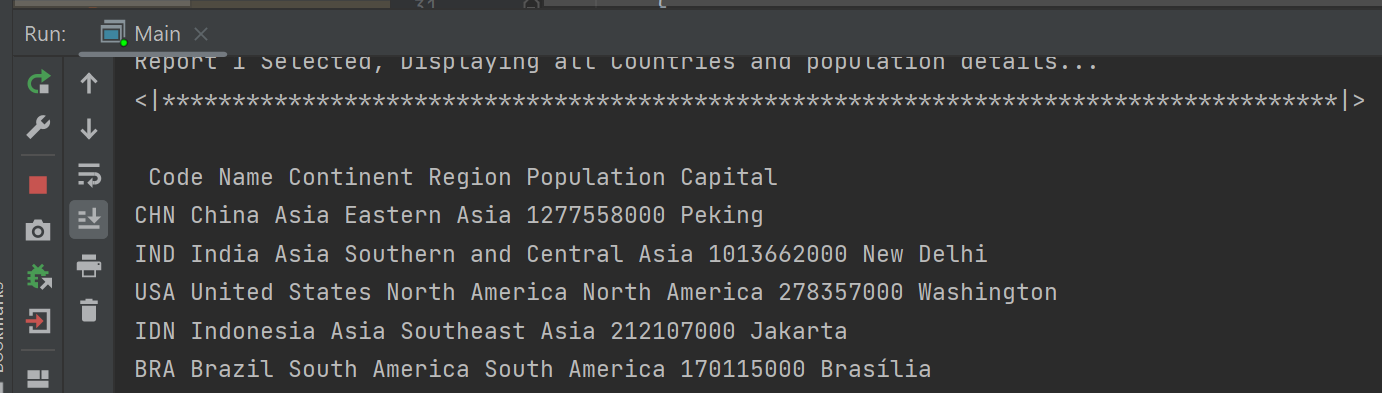 31
Run: Main
Report 1 Selected, Displaying all Countries and population details...
<|************************************************************************************|>
Code Name Continent Region Population Capital
CHN China Asia Eastern Asia 1277558000 Peking
IND India Asia Southern and Central Asia 1013662000 New Delhi
USA United States North America North America 278357000 Washington
IDN Indonesia Asia Southeast Asia 212107000 Jakarta
BRA Brazil South America South America 170115000 Brasília
Bookmarks